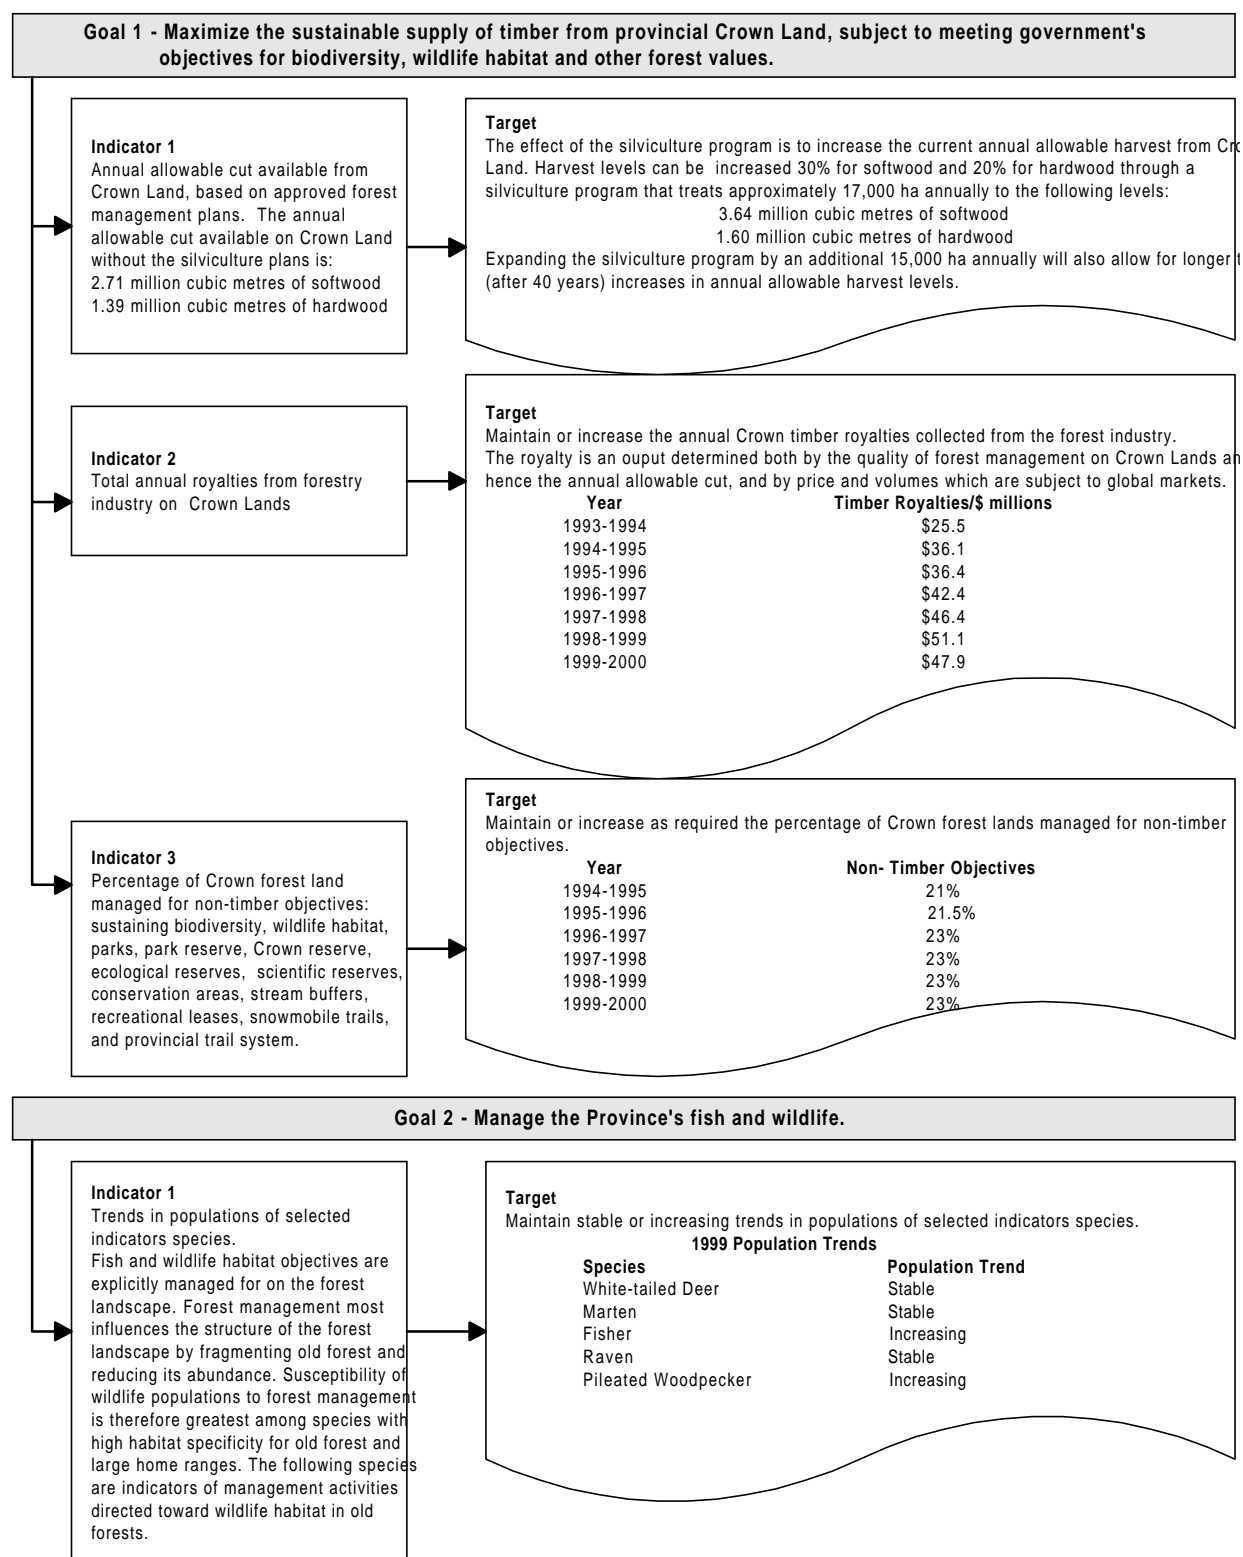 Goal 1 - Maximize the sustainable supply of timber from provincial Crown Land, subject to meeting government's
objectives for biodiversity, wildlife habitat and other forest values.
Indicator 1
Annual allowable cut available from
Crown Land, based on approved forest
management plans. The annual
allowable cut available on Crown Land
without the silviculture plans is:
2.71 million cubic metres of softwood
1.39 million cubic metres of hardwood
Target
The effect of the silviculture program is to increase the current annual allowable harvest from
Land. Harvest levels can be increased 30% for softwood and 20% for hardwood through a
silviculture program that treats approximately 17,000 ha annually to the following levels:
3.64 million cubic metres of softwood
1.60 million cubic metres of hardwood
Expanding the silviculture program by an additional 15,000 ha annually will also allow for longer
(after 40 years) increases in annual allowable harvest levels.
Indicator 2
Total annual royalties from forestry
industry on Crown Lands
Target
Maintain or increase the annual Crown timber royalties collected from the forest industry.
The royalty is an ouput determined both by the quality of forest management on Crown Lands
hence the annual allowable cut, and by price and volumes which are subject to global markets.
Year Timber Royalties/$ millions
1993-1994 $25.5
1994-1995 $36.1
1995-1996 $36.4
1996-1997 $42.4
1997-1998 $46.4
1998-1999 $51.1
1999-2000 $47.9
Indicator 3
Percentage of Crown forest land
managed for non-timber objectives:
sustaining biodiversity, wildlife habitat,
parks, park reserve, Crown reserve,
ecological reserves, scientific reserves,
conservation areas, stream buffers,
recreational leases, snowmobile trails,
and provincial trail system.
Target
Maintain or increase as required the percentage of Crown forest lands managed for non-timber
objectives.
Year Non- Timber Objectives
1994-1995 21%
1995-1996 21.5%
1996-1997 23%
1997-1998 23%
1998-1999 23%
1999-2000 23%
Goal 2 - Manage the Province's fish and wildlife.
Indicator 1
Trends in populations of selected
indicators species.
Fish and wildlife habitat objectives are
explicitly managed for on the forest
landscape. Forest management most
influences the structure of the forest
landscape by fragmenting old forest and
reducing its abundance. Susceptibility of
wildlife populations to forest management
is therefore greatest among species with
high habitat specificity for old forest and
large home ranges. The following species
are indicators of management activities
directed toward wildlife habitat in old
forests.
Target
Maintain stable or increasing trends in populations of selected indicators species.
1999 Population Trends
Species Population Trend
White-tailed Deer Stable
Marten Stable
Fisher Increasing
Raven Stable
Pileated Woodpecker Increasing